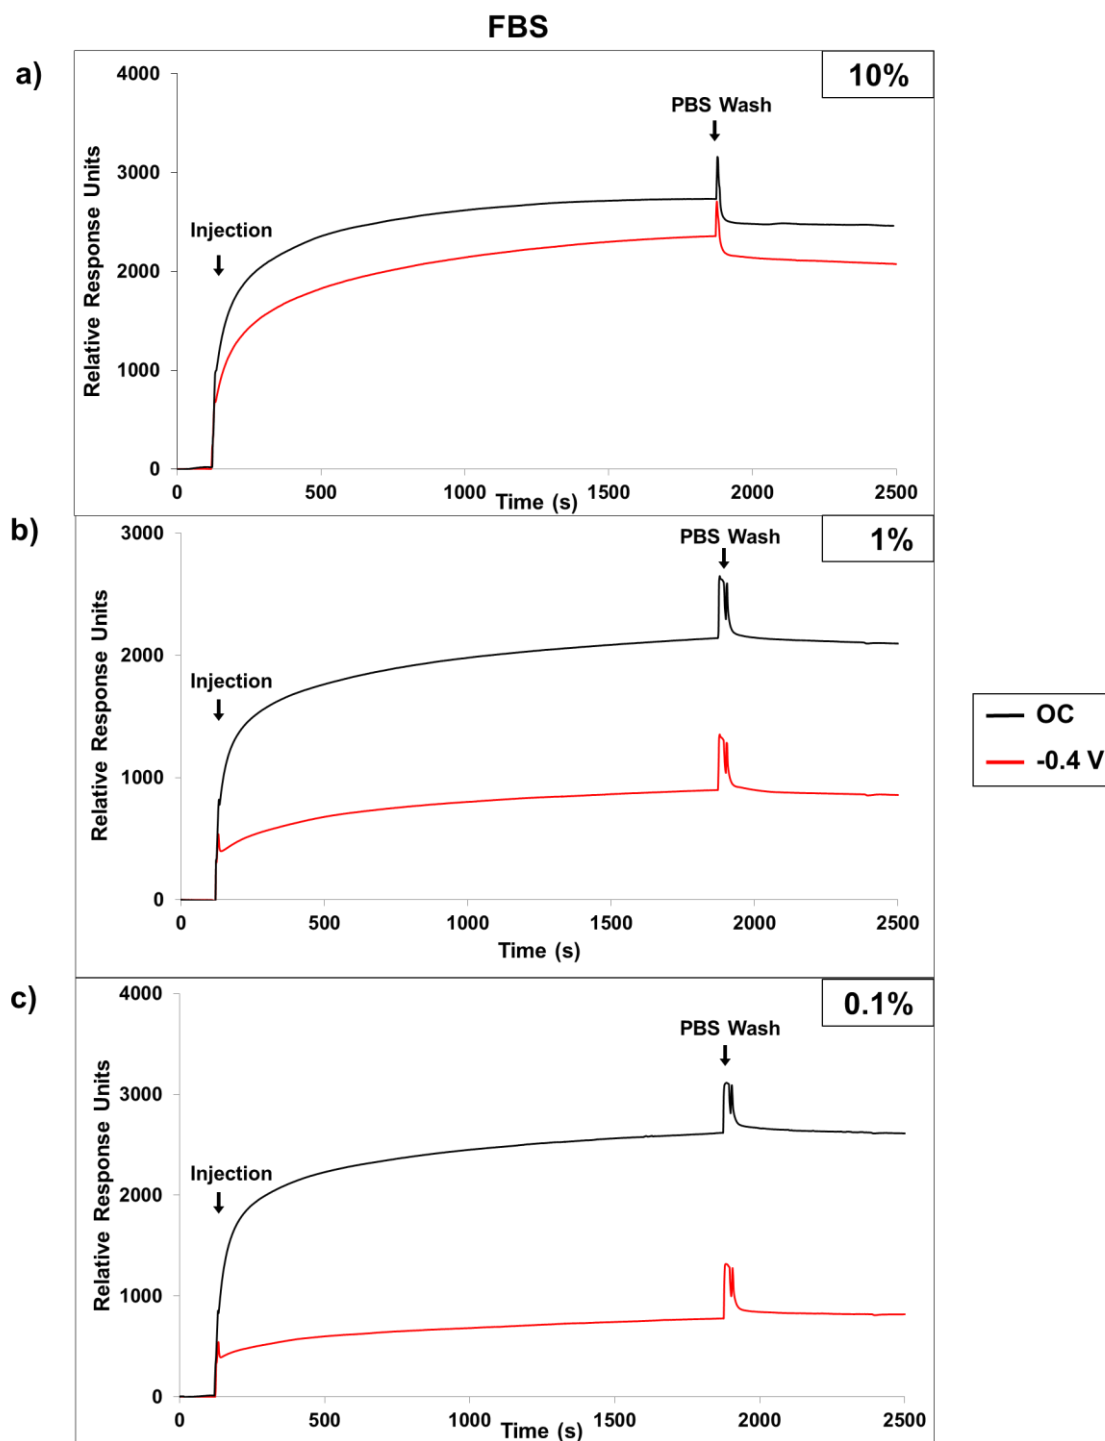 FBS
a)
10%
4000
3000
2000
1000
0
Relative Response Units
Injection
PBS Wash
0 500 1000 1500 2000 2500
Time (s)
b)
1%
3000
2000
1000
0
Relative Response Units
Injection
PBS Wash
0 500 1000 1500 2000 2500
Time (s)
OC
-0.4 V
c)
0.1%
4000
3000
2000
1000
0
Relative Response Units
Injection
PBS Wash
0 500 1000 1500 2000 2500
Time (s)